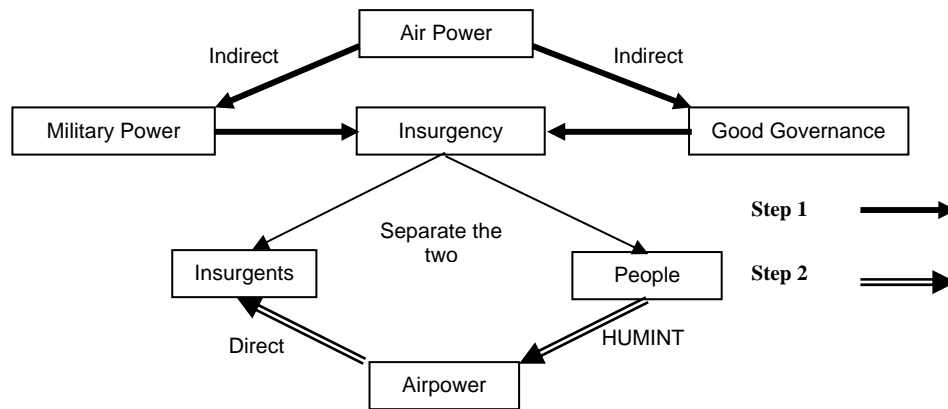 Air Power
Indirect
Indirect
Military Power
Insurgency
Good Governance
Step 1
Separate the
two
Insurgents
People
Step 2
Direct
HUMINT
Airpower